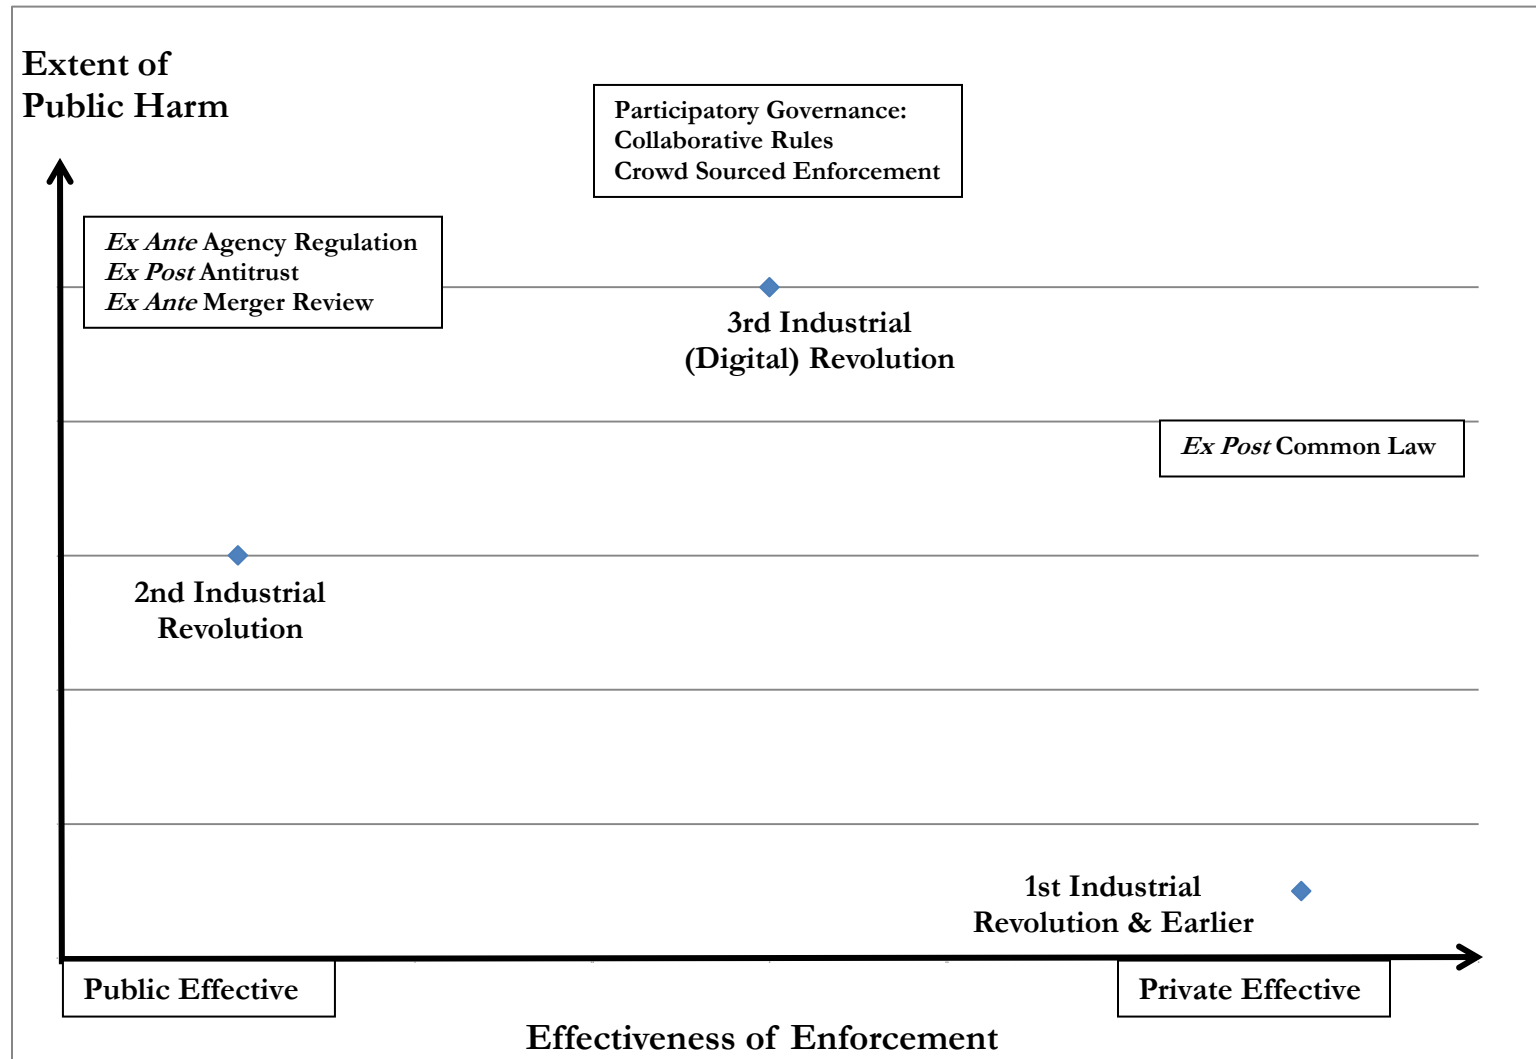 Extent of
Public Harm
Participatory Governance:
Collaborative Rules
Crowd Sourced Enforcement
Ex Ante Agency Regulation
Ex Post Antitrust
Ex Ante Merger Review
3rd Industrial
(Digital) Revolution
Ex Post Common Law
2nd Industrial
Revolution
1st Industrial
Revolution & Earlier
Public Effective
Private Effective
Effectiveness of Enforcement